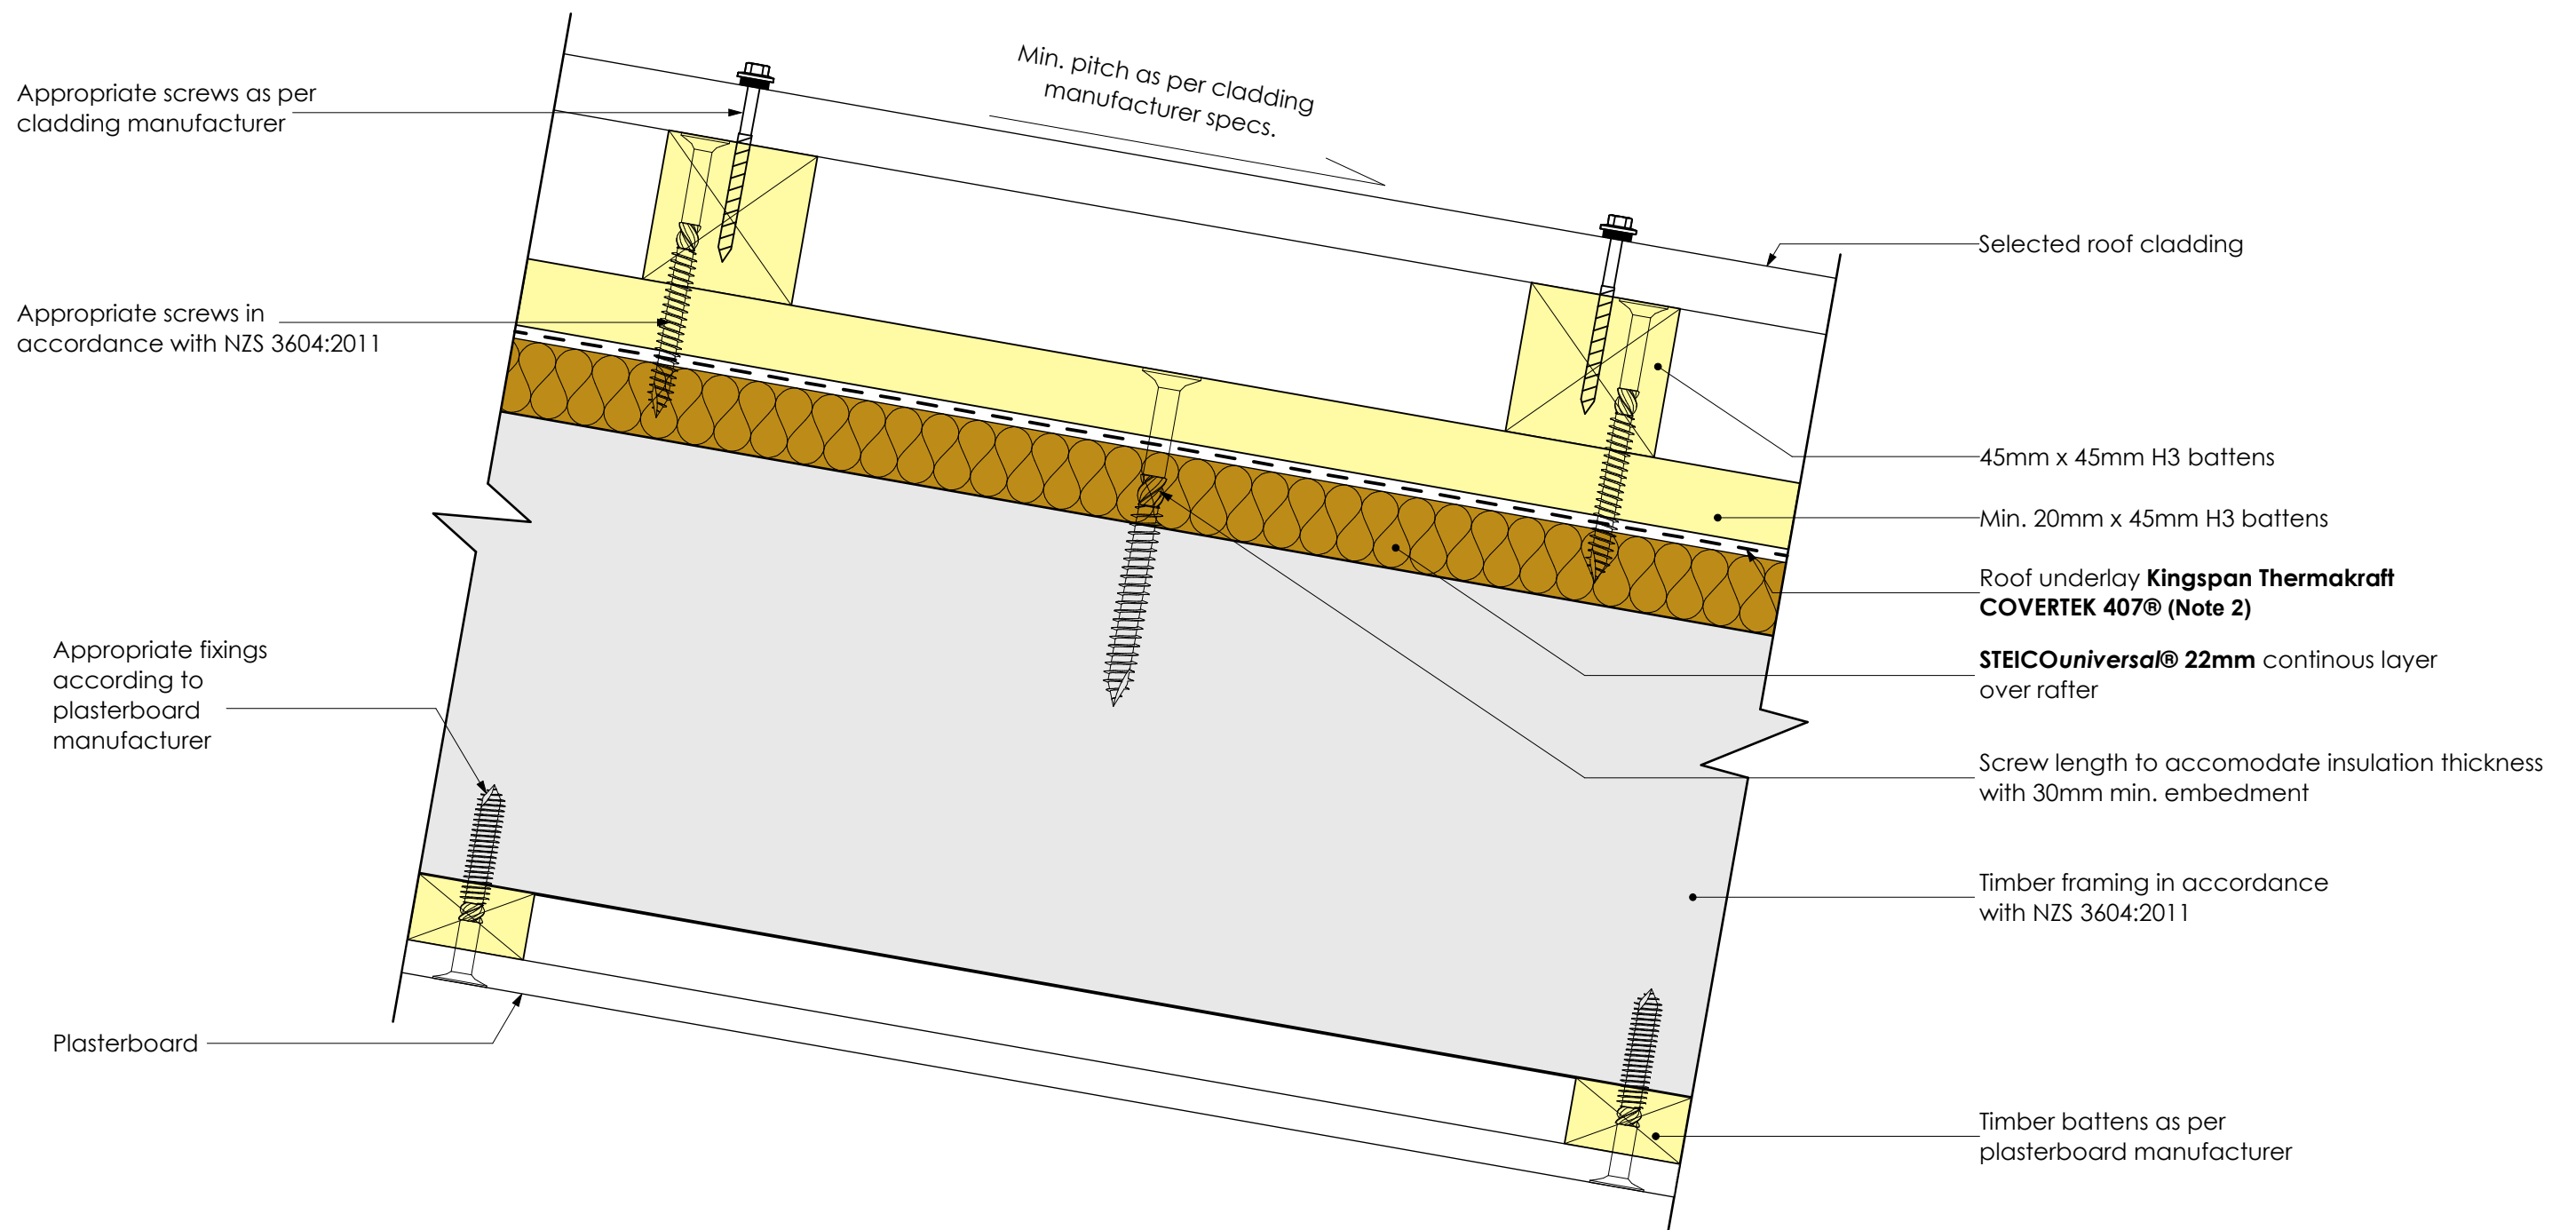 Min. pitch as per cladding
manufacturer specs.
Appropriate screws as per
cladding manufacturer
Appropriate screws in
accordance with NZS 3604:2011
Appropriate fixings
according to
plasterboard
manufacturer
Plasterboard
Selected roof cladding
45mm x 45mm H3 battens
Min. 20mm x 45mm H3 battens
Roof underlay Kingspan Thermakraft
COVERTEK 407® (Note 2)
STEICOuniversal® 22mm continous layer
over rafter
Screw length to accomodate insulation thickness
with 30mm min. embedment
Timber framing in accordance
with NZS 3604:2011
Timber battens as per
plasterboard manufacturer